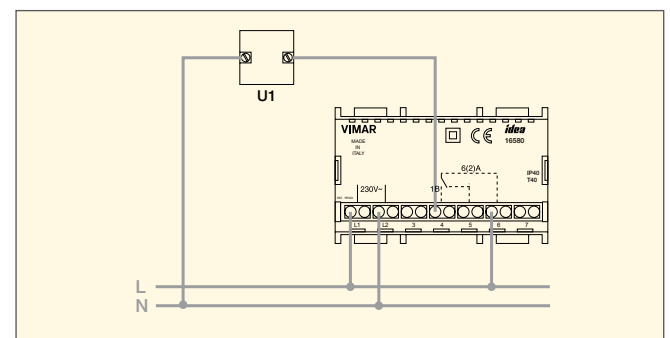 U1
VIMAR
idea
MADE
IN
ITALY
16580
6(2)A
IP40
T40
230V~
1B
L1 L2 3 4 5 6 7
L
N